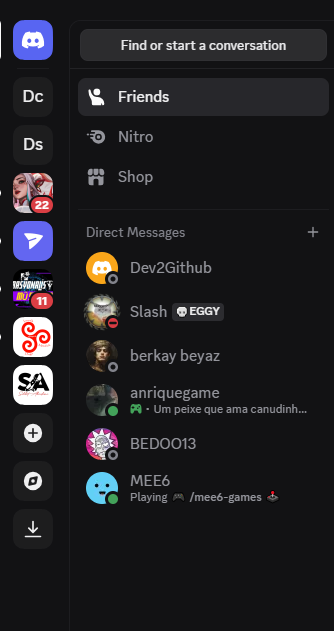 Find or start a conversation
Dc
Friends
Ds
Nitro
22
Shop
Direct Messages
Dev2Github
11
Slash EGGY
berkay beyaz
SA
anriquegame
• Um peixe que ama canudinh...
BEDOO13
MEE6
Playing /mee6-games